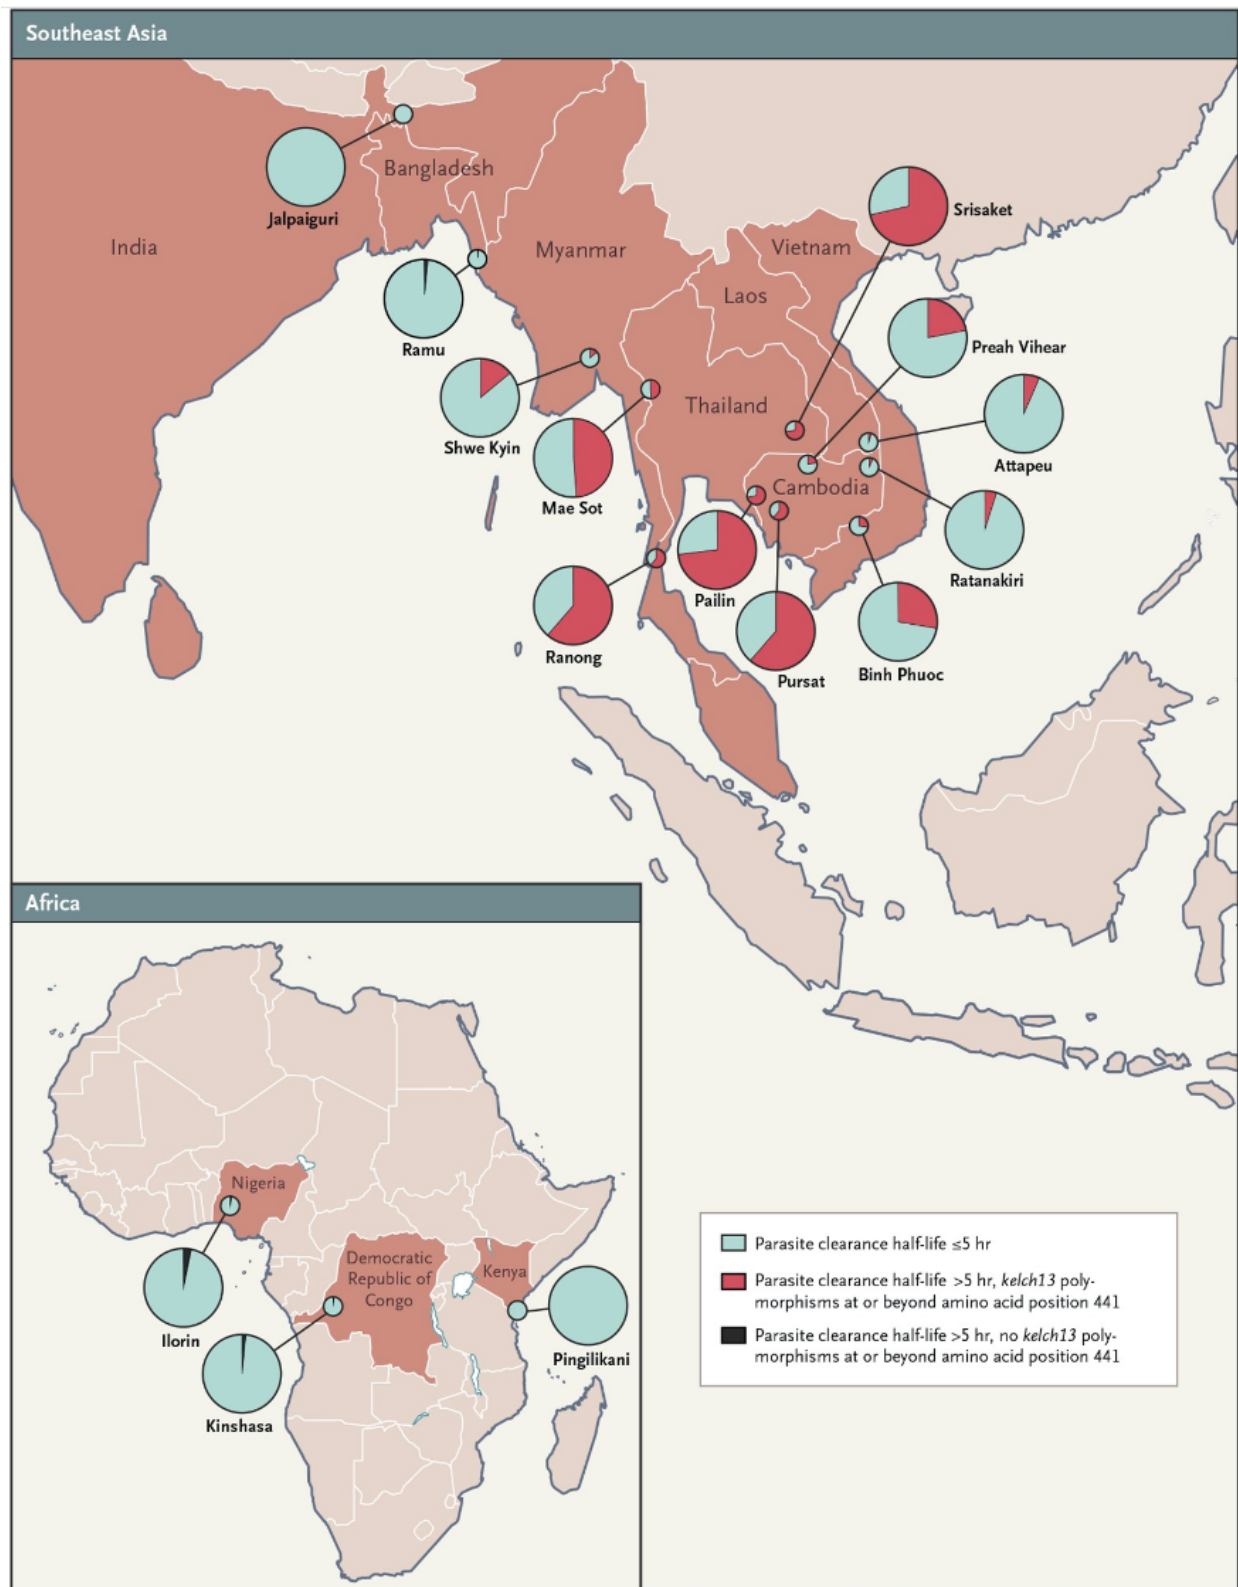 Southeast Asia
India
Jalpaiguri
Bangladesh
Ramu
Myanmar
Shwe Kyin
Mae Sot
Thailand
Laos
Vietnam
Srisaket
Preah Vihear
Attapeu
Cambodia
Ratanakiri
Pailin
Ranong
Pursat
Binh Phuoc
Africa
Nigeria
Ilorin
Democratic
Republic of
Congo
Kinshasa
Kenya
Pingilikani
Parasite clearance half-life ≤5 hr
Parasite clearance half-life >5 hr, kelch13 poly-
morphisms at or beyond amino acid position 441
Parasite clearance half-life >5 hr, no kelch13 poly-
morphisms at or beyond amino acid position 441